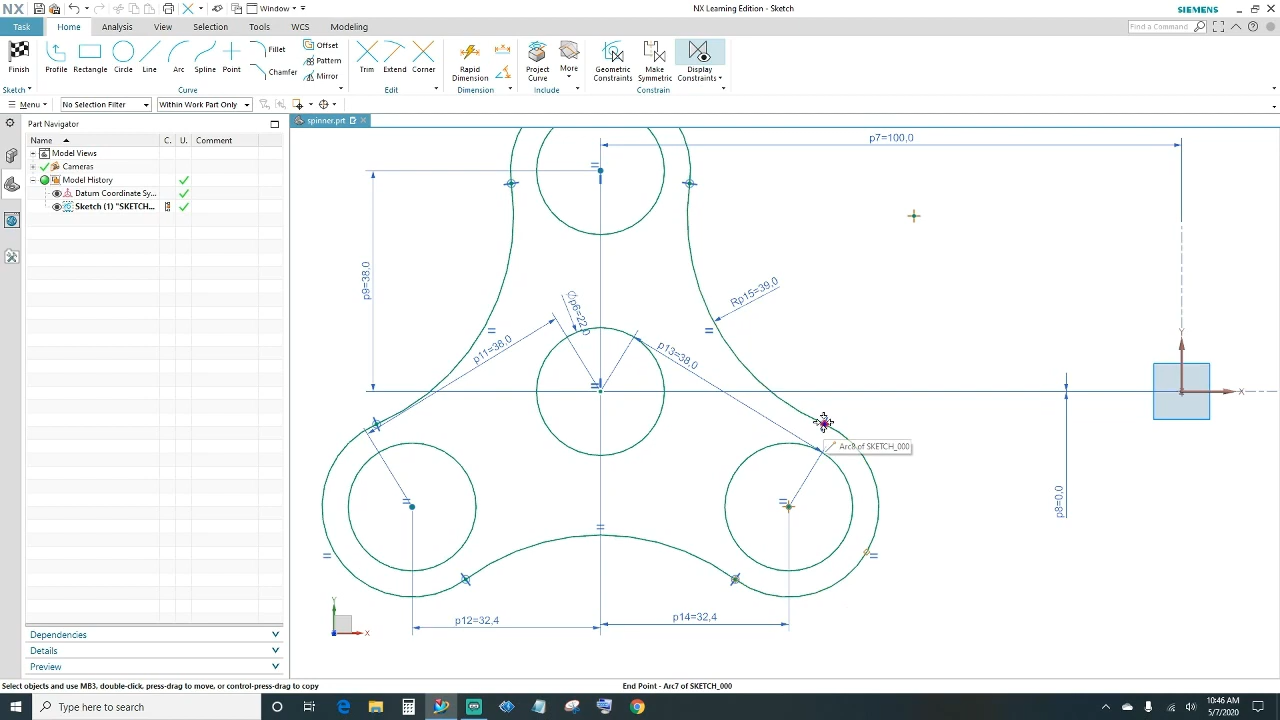 NX
Window
NX Learning Edition - Sketch
SIEMENS
Task
Home
Analysis
View
Selection
Tools
WCS
Modeling
Find a Command
Finish
Profile
Rectangle
Circle
Line
Arc
Spline
Point
Fillet
Chamfer
Offset
Pattern
Mirror
Trim
Extend
Corner
Rapid
Dimension
Project
Curve
More
Geometric
Constraints
Make
Symmetric
Display
Constraints
Sketch
Curve
Edit
Dimension
Include
Constrain
Menu
No Selection Filter
Within Work Part Only
Part Navigator
spinner.prt
Name
C.
U.
Comment
Model Views
Cameras
Model History
Datum Coordinate Sy...
Sketch (1) "SKETCH...
p7=100,0
p9=38,0
p6=22,0
Rp15=39,0
p11=38,0
p13=38,0
Y
X
Arc8 of SKETCH_000
p8=0,0
p12=32,4
p14=32,4
Y
X
Dependencies
Details
Preview
Select objects and use MB3, double-click, press-drag to move, or control-press-drag to copy
End Point - Arc7 of SKETCH_000
Type here to search
10:46 AM
5/7/2020